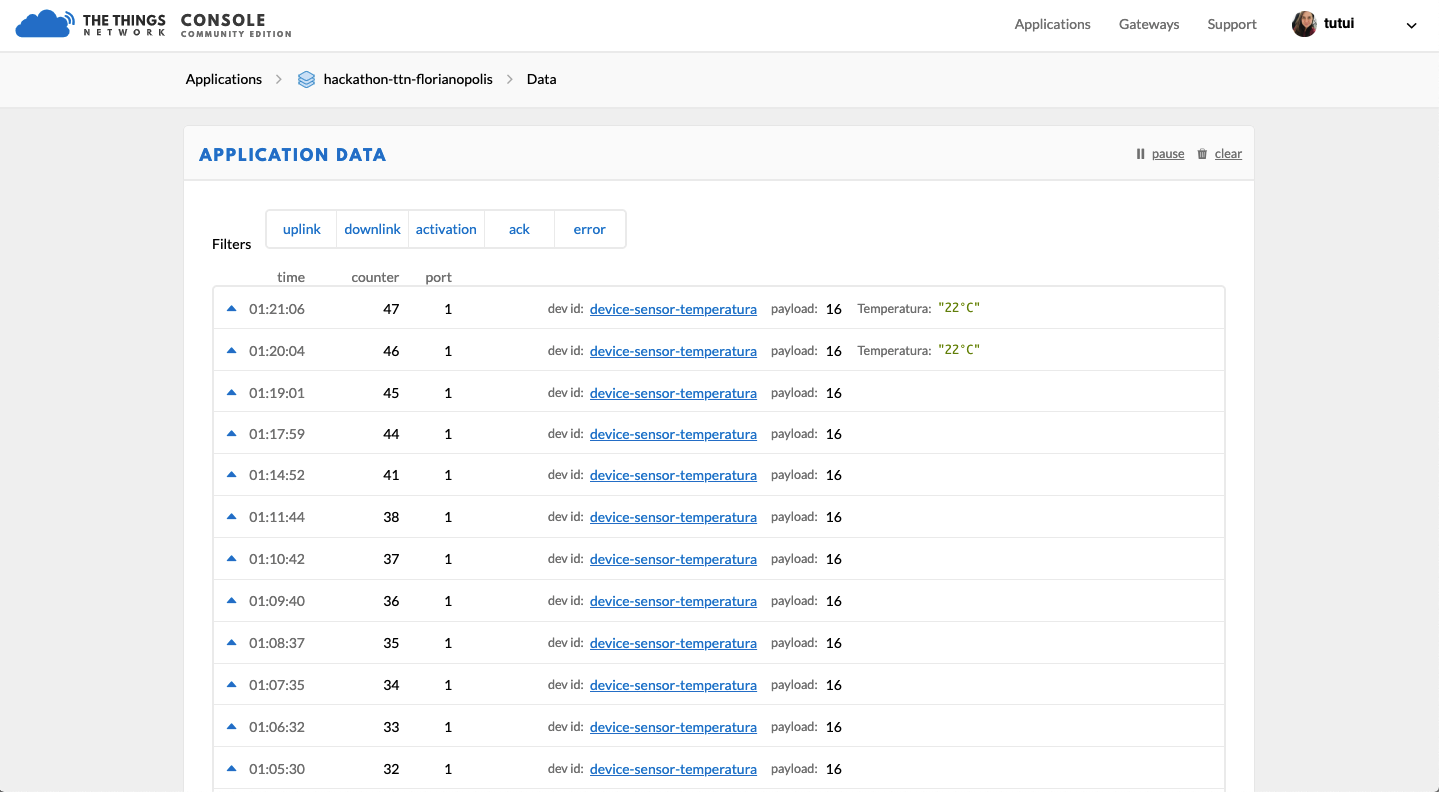 THE THINGS NETWORK CONSOLE COMMUNITY EDITION Applications Gateways Support tutui
Applications hackathon-ttn-florianopolis Data
APPLICATION DATA pause clear
Filters uplink downlink activation ack error
time counter port
01:21:06 47 1 dev id: device-sensor-temperatura payload: 16 Temperatura: "22°C"
01:20:04 46 1 dev id: device-sensor-temperatura payload: 16 Temperatura: "22°C"
01:19:01 45 1 dev id: device-sensor-temperatura payload: 16
01:17:59 44 1 dev id: device-sensor-temperatura payload: 16
01:14:52 41 1 dev id: device-sensor-temperatura payload: 16
01:11:44 38 1 dev id: device-sensor-temperatura payload: 16
01:10:42 37 1 dev id: device-sensor-temperatura payload: 16
01:09:40 36 1 dev id: device-sensor-temperatura payload: 16
01:08:37 35 1 dev id: device-sensor-temperatura payload: 16
01:07:35 34 1 dev id: device-sensor-temperatura payload: 16
01:06:32 33 1 dev id: device-sensor-temperatura payload: 16
01:05:30 32 1 dev id: device-sensor-temperatura payload: 16